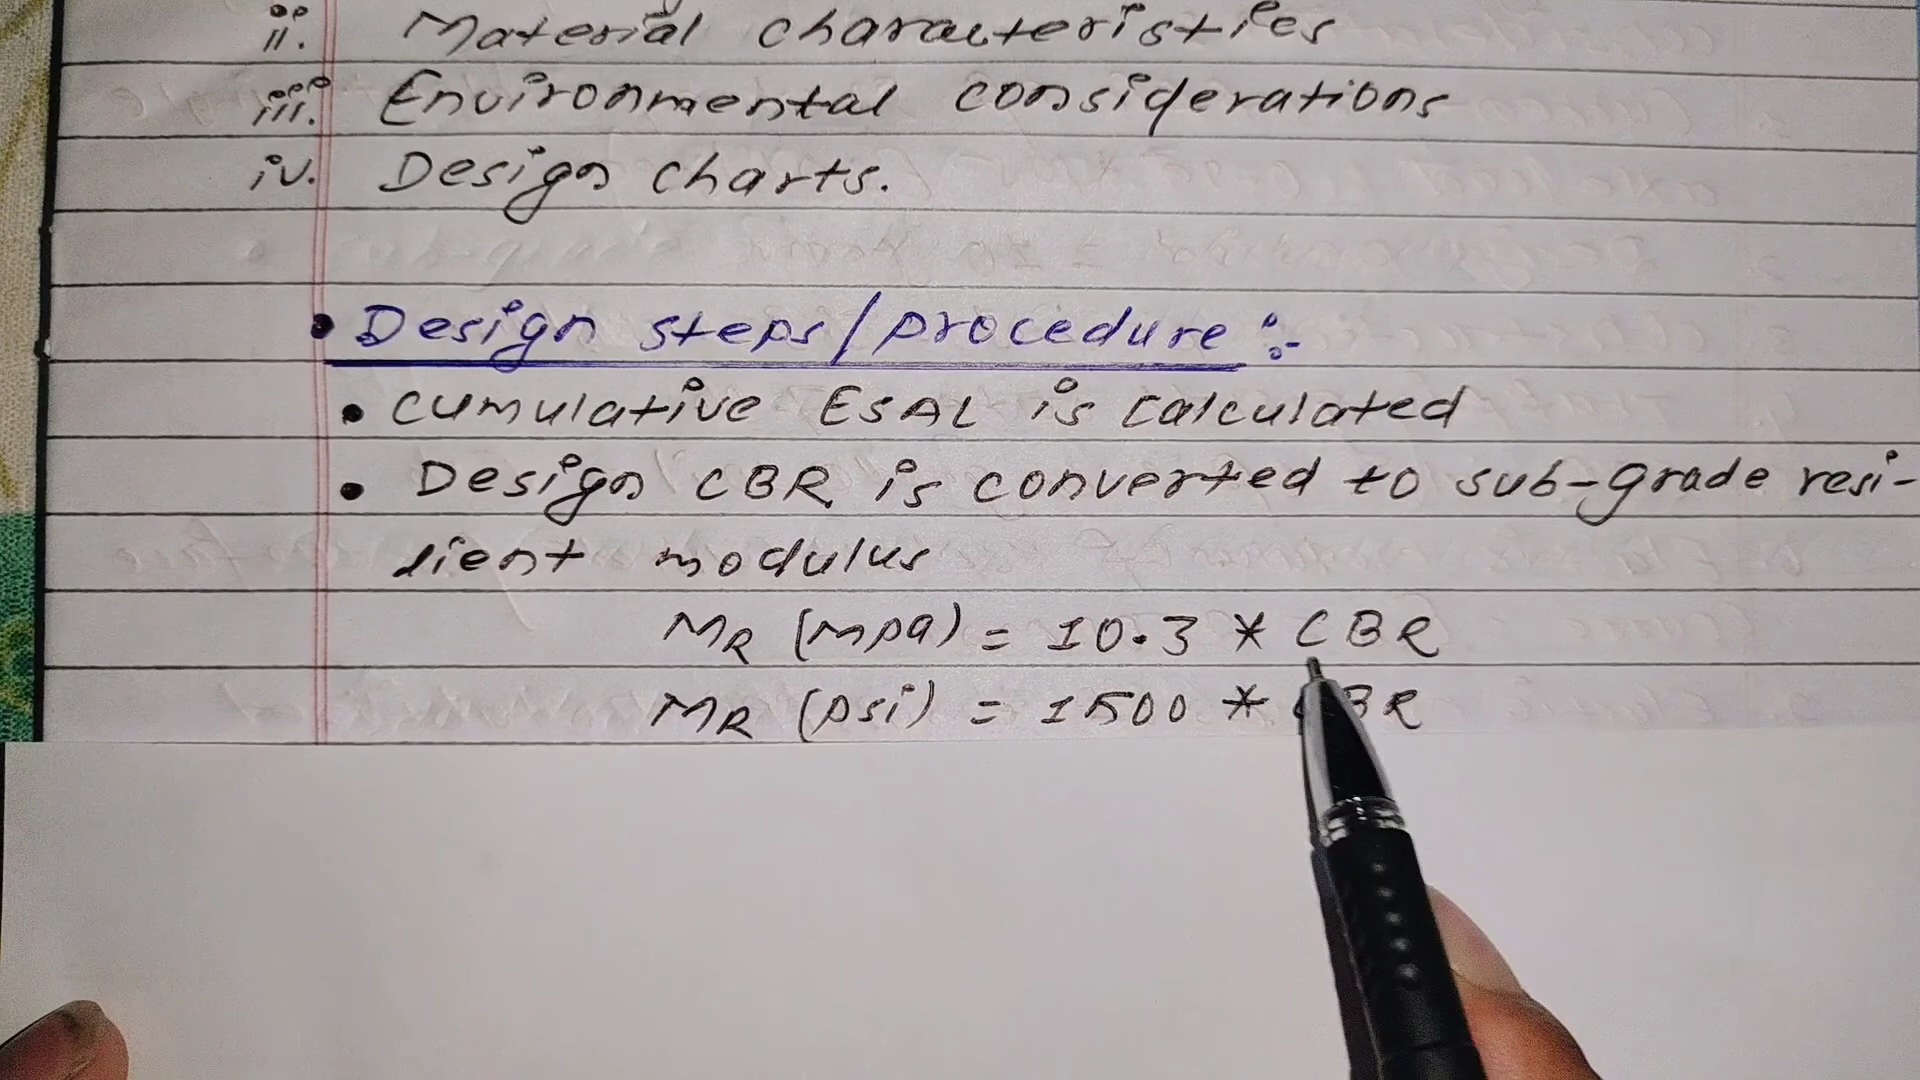 ii. Material characteristics
iii. Environmental considerations
iv. Design charts.
• Design steps/procedure :-
• cumulative ESAL is calculated
• Design CBR is converted to sub-grade resi-
lient modulus
MR (mpa) = 10.3 * CBR
MR (psi) = 1500 * CBR